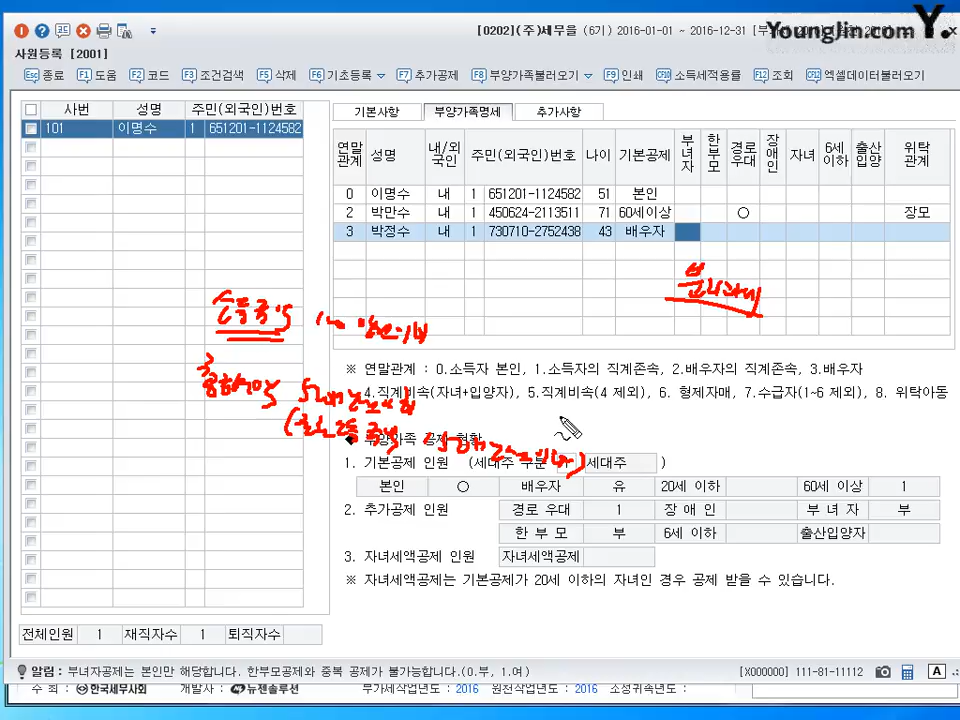 [0202](주)세무을 (6기) 2016-01-01 ~ 2016-12-31
Younglip.com Y.
사원등록 [2001]
Esc 종료 F1 도움 F2 코드 F3 조건검색 F5 삭제 F6 기초등록 F7 추가공제 F8 부양가족불러오기 F9 인쇄 CF10 소득세적용률 F12 조회 CF12 엑셀데이터불러오기
사번 성명 주민(외국인)번호
101 이명수 1 651201-1124582
기본사항 부양가족명세 추가사항
연말관계 성명 내/외국인 주민(외국인)번호 나이 기본공제 부녀자 한부모 경로우대 장애인 자녀 6세이하 출산입양 위탁관계
0 이명수 내 1 651201-1124582 51 본인
2 박만수 내 1 450624-2113511 71 60세이상 ○ 장모
3 박정수 내 1 730710-2752438 43 배우자
분리과세
※ 연말관계 : 0.소득자 본인, 1.소득자의 직계존속, 2.배우자의 직계존속, 3.배우자
4.직계비속(자녀+입양자), 5.직계비속(4 제외), 6. 형제자매, 7.수급자(1~6 제외), 8. 위탁아동
◆ 부양가족 공제 현황
1. 기본공제 인원 (세대주 구분 세대주 )
본인 ○ 배우자 유 20세 이하 60세 이상 1
2. 추가공제 인원 경로 우대 1 장 애 인 부 녀 자 부
한 부 모 부 6세 이하 출산입양자
3. 자녀세액공제 인원 자녀세액공제
※ 자녀세액공제는 기본공제가 20세 이하의 자녀인 경우 공제 받을 수 있습니다.
전체인원 1 재직자수 1 퇴직자수
알림 : 부녀자공제는 본인만 해당합니다. 한부모공제와 중복 공제가 불가능합니다.(0.부, 1.여) [X000000] 111-81-11112 A
수 최 : 한국세무사회 개발자 : 뉴젠솔루션 부가세작업년도 : 2016 원천작업년도 : 2016 소성귀속년도 :